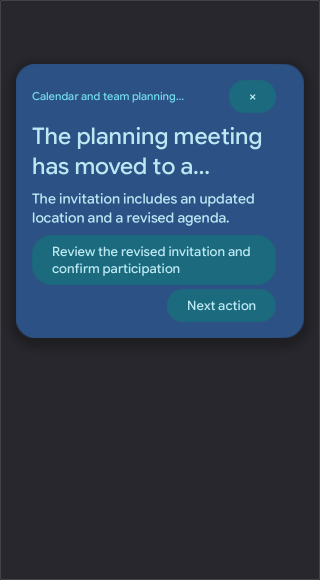 Calendar and team planning...
×
The planning meeting
has moved to a...
The invitation includes an updated
location and a revised agenda.
Review the revised invitation and
confirm participation
Next action